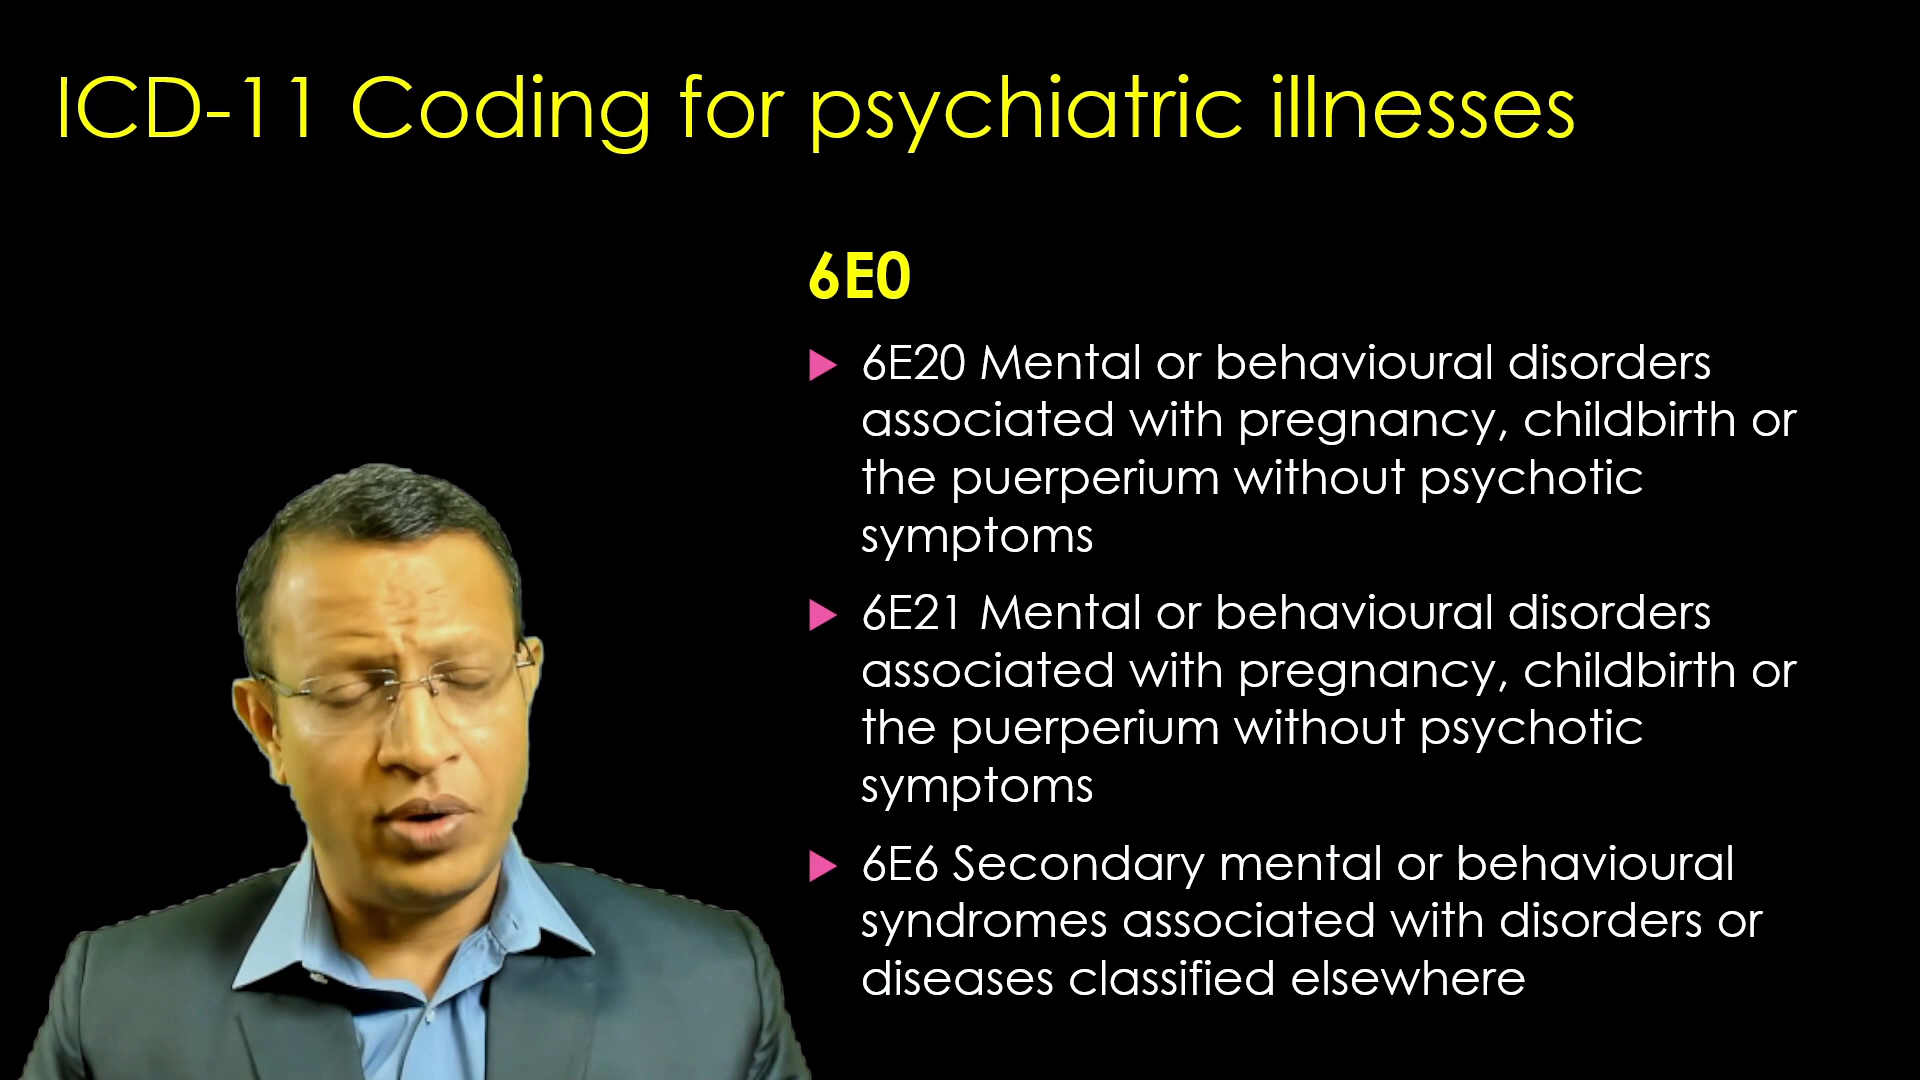 ICD-11 Coding for psychiatric illnesses
6E0
6E20 Mental or behavioural disorders
associated with pregnancy, childbirth or
the puerperium without psychotic
symptoms
6E21 Mental or behavioural disorders
associated with pregnancy, childbirth or
the puerperium without psychotic
symptoms
6E6 Secondary mental or behavioural
syndromes associated with disorders or
diseases classified elsewhere